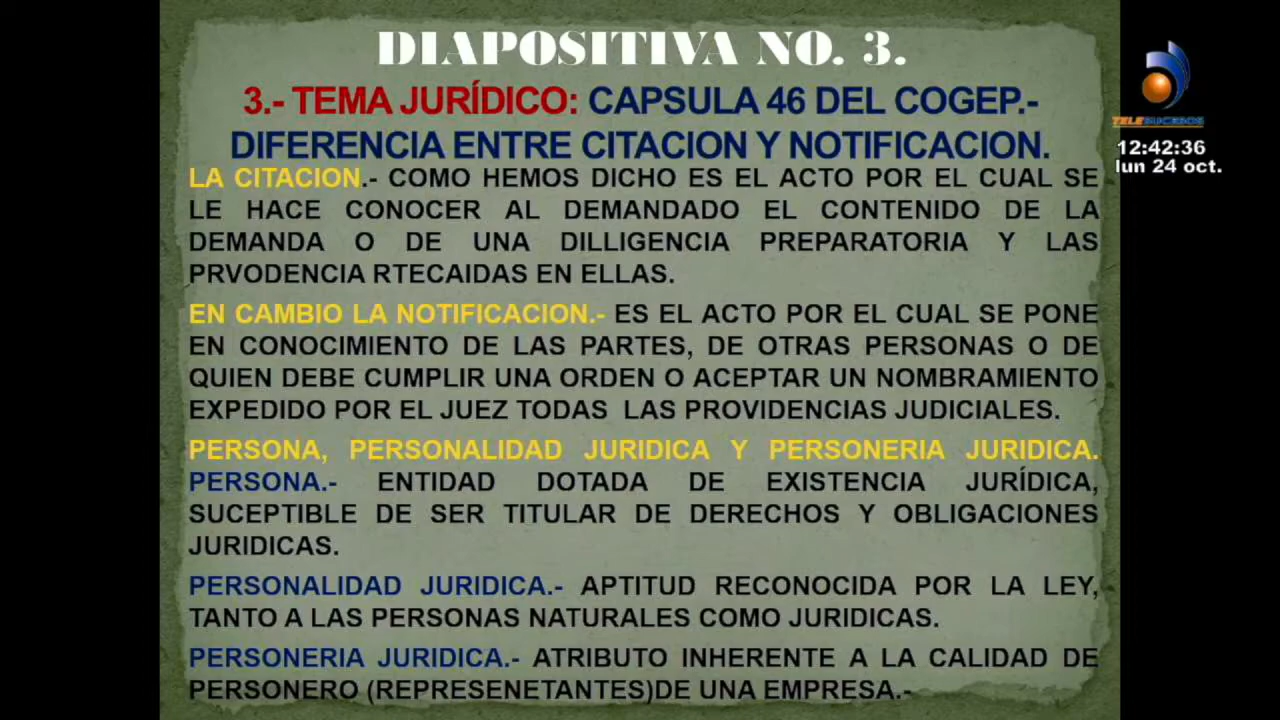 DIAPOSITIVA NO. 3.
3.- TEMA JURÍDICO: CAPSULA 46 DEL COGEP.-
DIFERENCIA ENTRE CITACION Y NOTIFICACION.
LA CITACION.- COMO HEMOS DICHO ES EL ACTO POR EL CUAL SE
LE HACE CONOCER AL DEMANDADO EL CONTENIDO DE LA
DEMANDA O DE UNA DILLIGENCIA PREPARATORIA Y LAS
PRVODENCIA RTECAIDAS EN ELLAS.
EN CAMBIO LA NOTIFICACION.- ES EL ACTO POR EL CUAL SE PONE
EN CONOCIMIENTO DE LAS PARTES, DE OTRAS PERSONAS O DE
QUIEN DEBE CUMPLIR UNA ORDEN O ACEPTAR UN NOMBRAMIENTO
EXPEDIDO POR EL JUEZ TODAS LAS PROVIDENCIAS JUDICIALES.
PERSONA, PERSONALIDAD JURIDICA Y PERSONERIA JURIDICA.
PERSONA.- ENTIDAD DOTADA DE EXISTENCIA JURÍDICA,
SUCEPTIBLE DE SER TITULAR DE DERECHOS Y OBLIGACIONES
JURIDICAS.
PERSONALIDAD JURIDICA.- APTITUD RECONOCIDA POR LA LEY,
TANTO A LAS PERSONAS NATURALES COMO JURIDICAS.
PERSONERIA JURIDICA.- ATRIBUTO INHERENTE A LA CALIDAD DE
PERSONERO (REPRESENETANTES)DE UNA EMPRESA.-
TELESUCESOS
12:42:36
lun 24 oct.